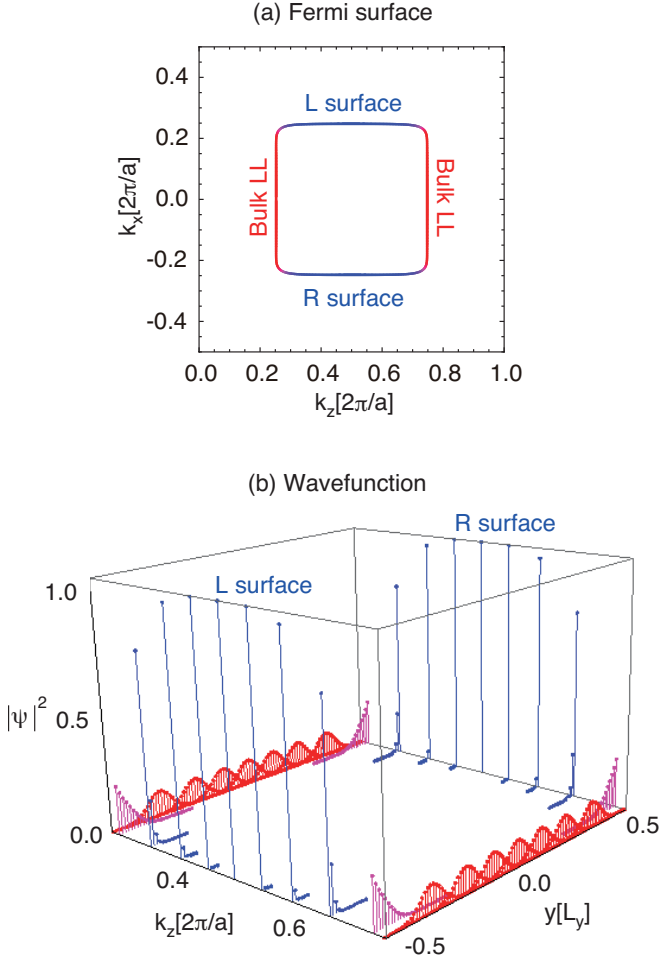 (a) Fermi surface
0.4
0.2
0.0
-0.2
-0.4
kₓ[2π/a]
L surface
Bulk LL
Bulk LL
R surface
0.0 0.2 0.4 0.6 0.8 1.0
k_z[2π/a]
(b) Wavefunction
R surface
L surface
1.0
|ψ|²
0.5
0.0
0.4
0.6
k_z[2π/a]
-0.5
0.0
0.5
y[L_y]